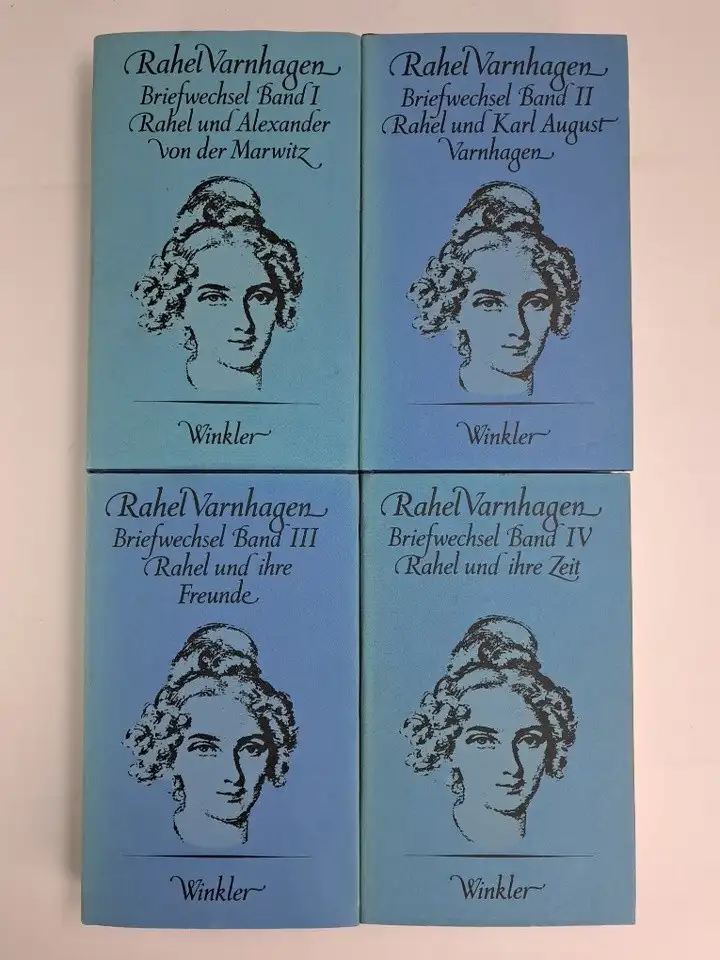 Rahel Varnhagen
Briefwechsel Band I
Rahel und Alexander
von der Marwitz
Winkler
Rahel Varnhagen
Briefwechsel Band II
Rahel und Karl August
Varnhagen
Winkler
Rahel Varnhagen
Briefwechsel Band III
Rahel und ihre
Freunde
Winkler
Rahel Varnhagen
Briefwechsel Band IV
Rahel und ihre Zeit
Winkler